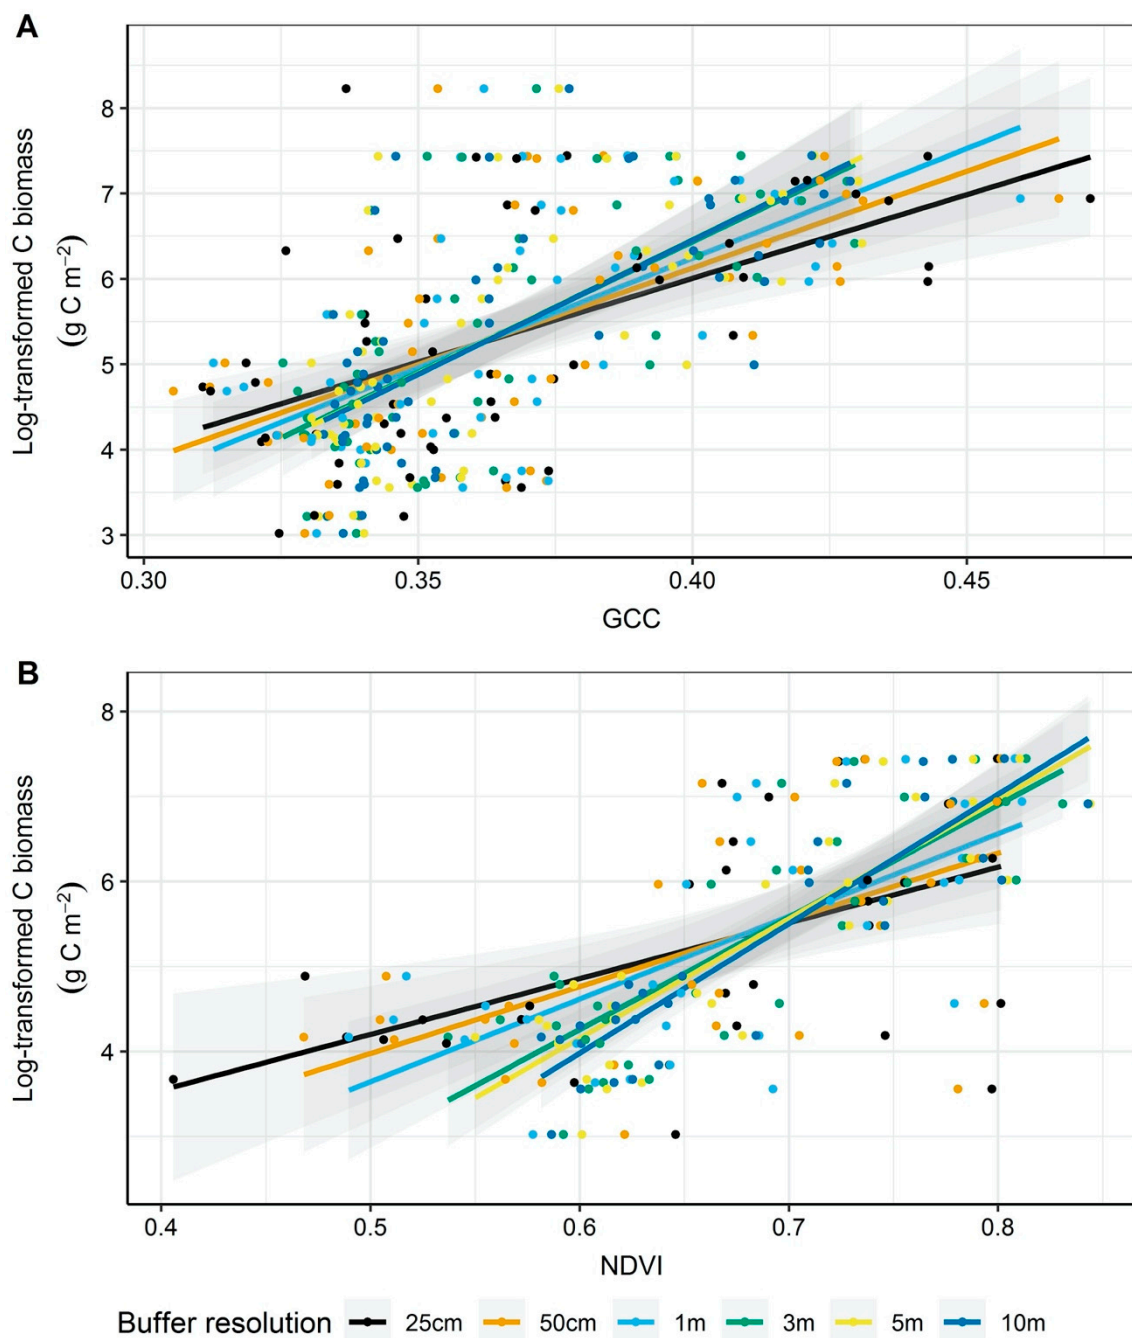 A
Log-transformed C biomass
(g C m⁻²)
8
7
6
5
4
3
0.30
0.35
0.40
0.45
GCC
B
Log-transformed C biomass
(g C m⁻²)
8
6
4
0.4
0.5
0.6
0.7
0.8
NDVI
Buffer resolution 25cm 50cm 1m 3m 5m 10m